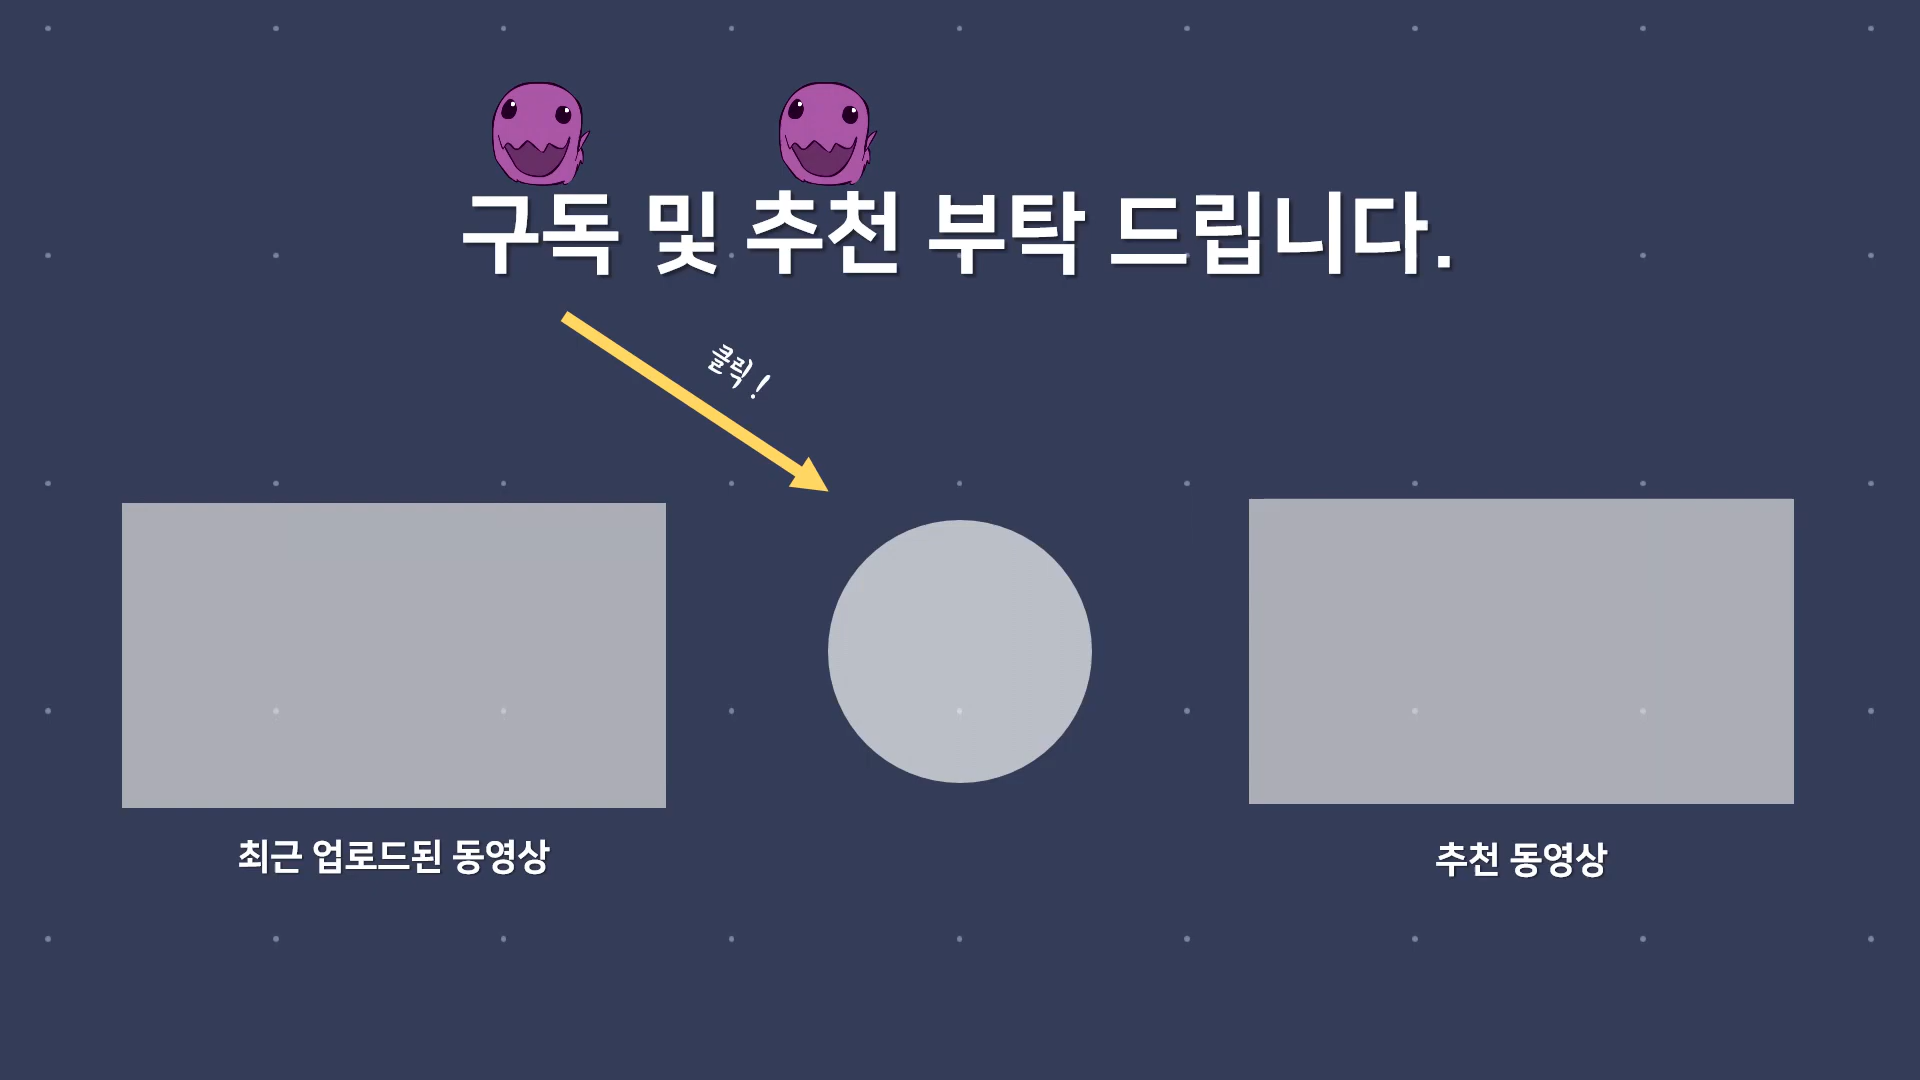 구독 및 추천 부탁 드립니다.
클릭!
최근 업로드된 동영상
추천 동영상